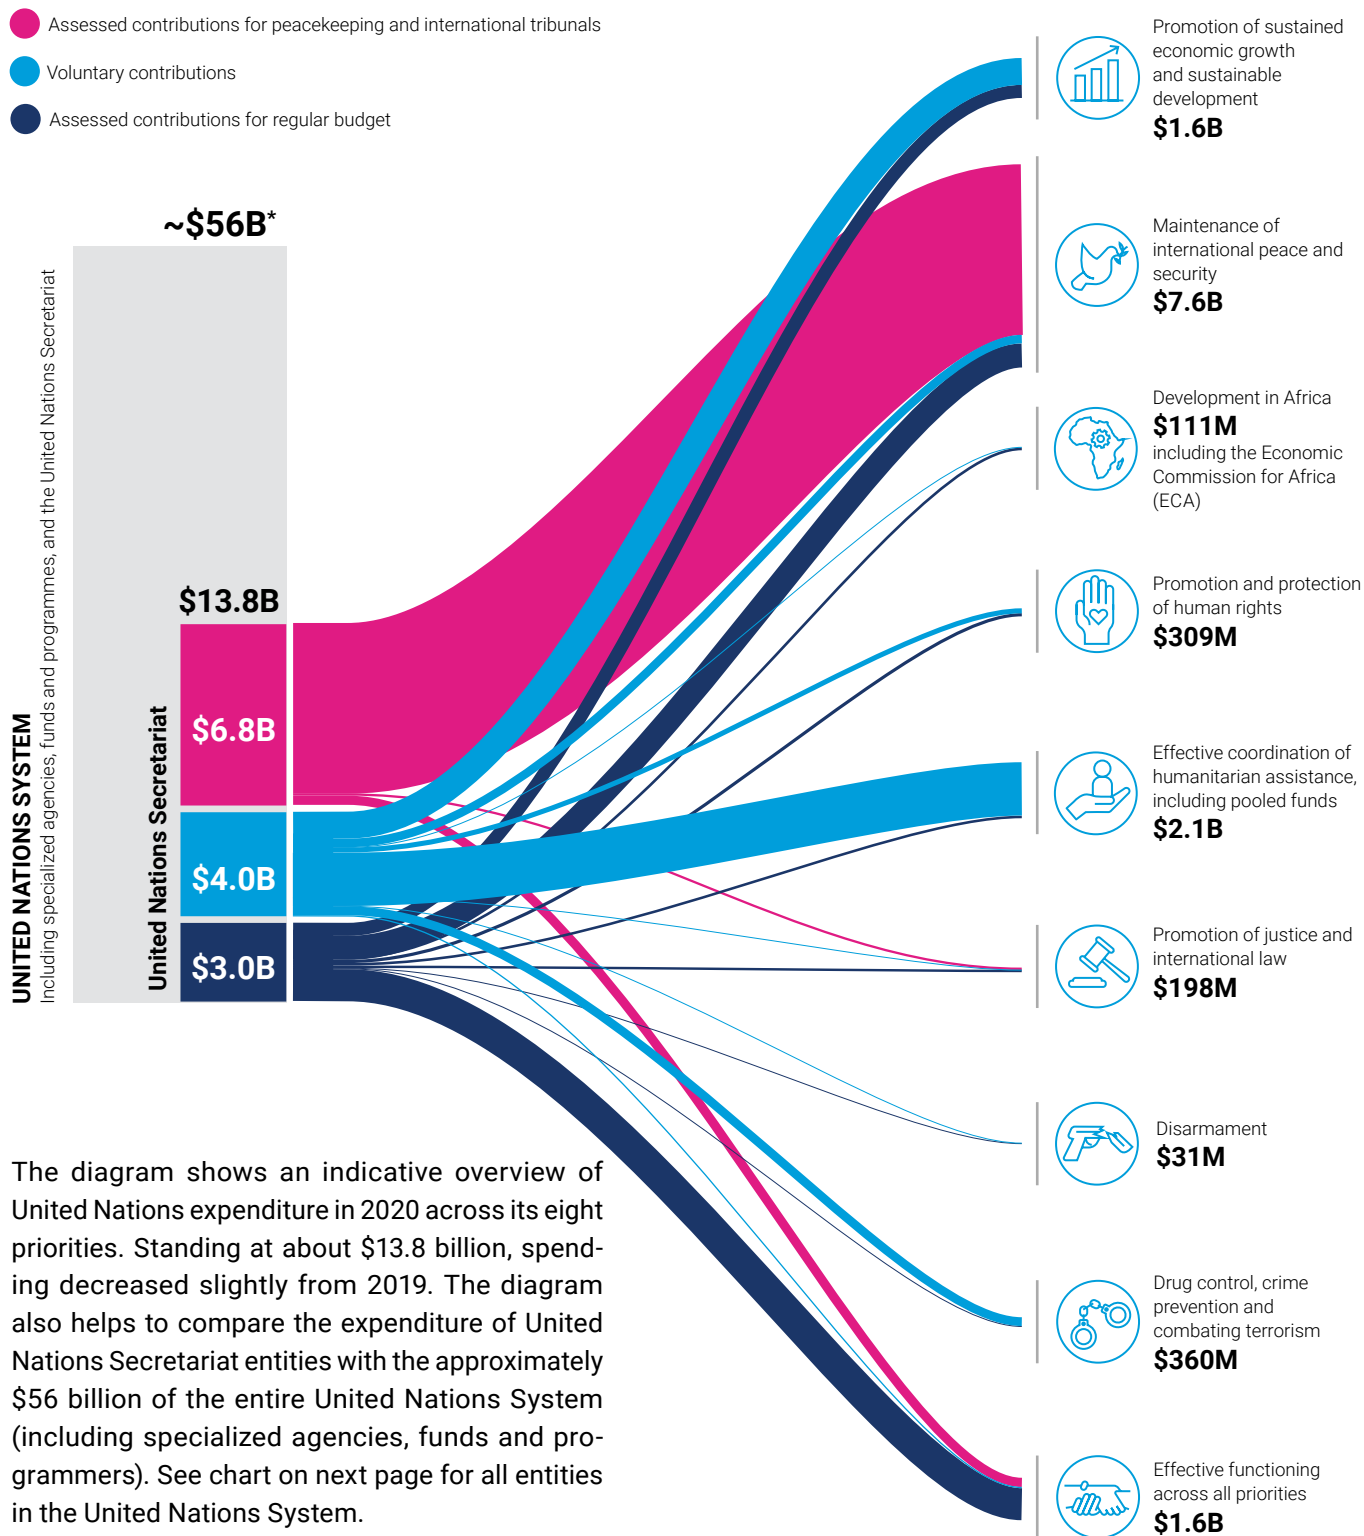 Assessed contributions for peacekeeping and international tribunals
Voluntary contributions
Assessed contributions for regular budget
~$56B*
UNITED NATIONS SYSTEM
Including specialized agencies, funds and programmes, and the United Nations Secretariat
$13.8B
United Nations Secretariat
$6.8B
$4.0B
$3.0B
Promotion of sustained
economic growth
and sustainable
development
$1.6B
Maintenance of
international peace and
security
$7.6B
Development in Africa
$111M
including the Economic
Commission for Africa
(ECA)
Promotion and protection
of human rights
$309M
Effective coordination of
humanitarian assistance,
including pooled funds
$2.1B
Promotion of justice and
international law
$198M
Disarmament
$31M
Drug control, crime
prevention and
combating terrorism
$360M
Effective functioning
across all priorities
$1.6B
The diagram shows an indicative overview of
United Nations expenditure in 2020 across its eight
priorities. Standing at about $13.8 billion, spend-
ing decreased slightly from 2019. The diagram
also helps to compare the expenditure of United
Nations Secretariat entities with the approximately
$56 billion of the entire United Nations System
(including specialized agencies, funds and pro-
grammers). See chart on next page for all entities
in the United Nations System.